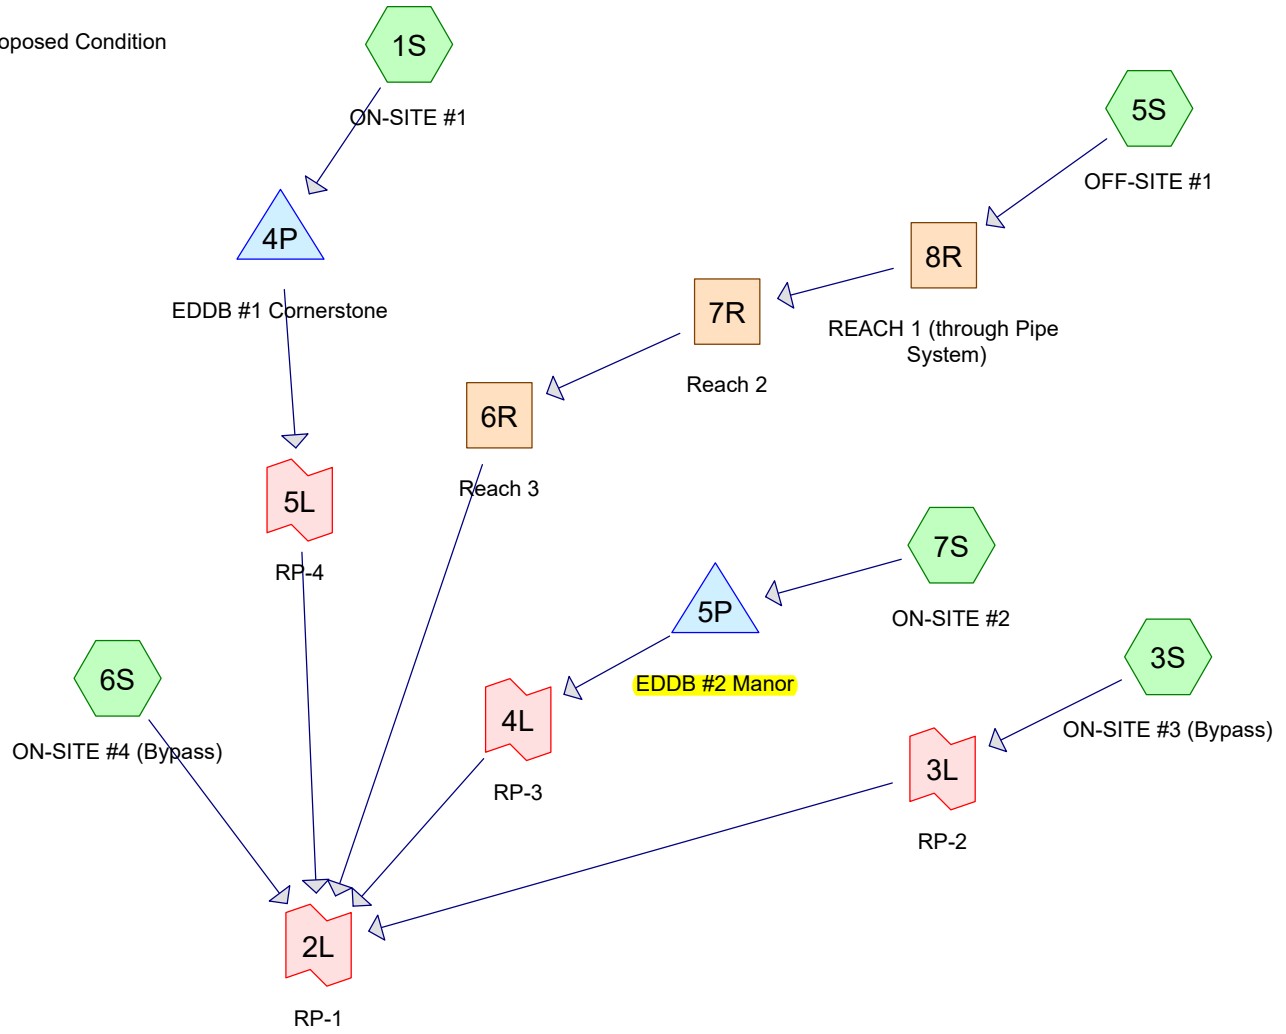 oposed Condition
1S
ON-SITE #1
5S
OFF-SITE #1
4P
EDDB #1 Cornerstone
8R
REACH 1 (through Pipe
System)
7R
Reach 2
6R
Reach 3
5L
RP-4
7S
ON-SITE #2
5P
EDDB #2 Manor
3S
ON-SITE #3 (Bypass)
6S
ON-SITE #4 (Bypass)
4L
RP-3
3L
RP-2
2L
RP-1